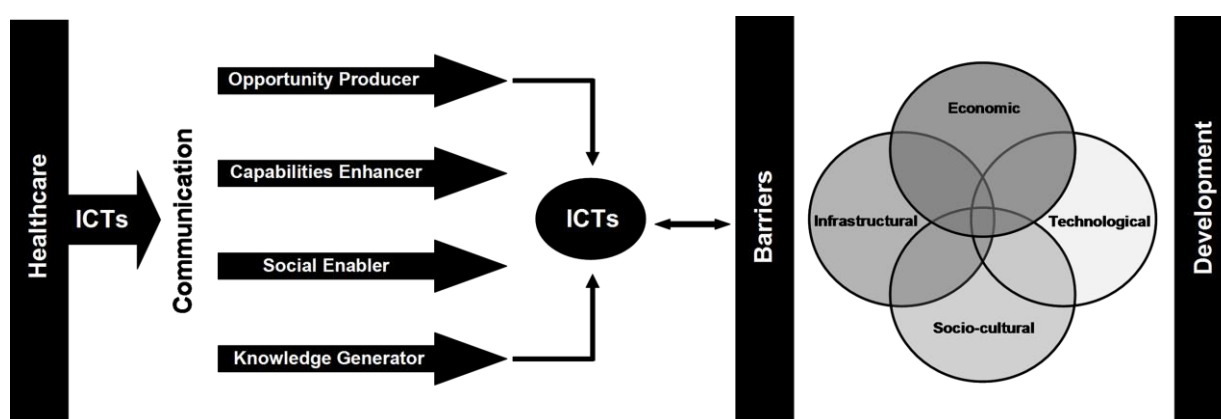 Healthcare
ICTs
Communication
Opportunity Producer
Capabilities Enhancer
Social Enabler
Knowledge Generator
ICTs
Barriers
Economic
Infrastructural
Technological
Socio-cultural
Development